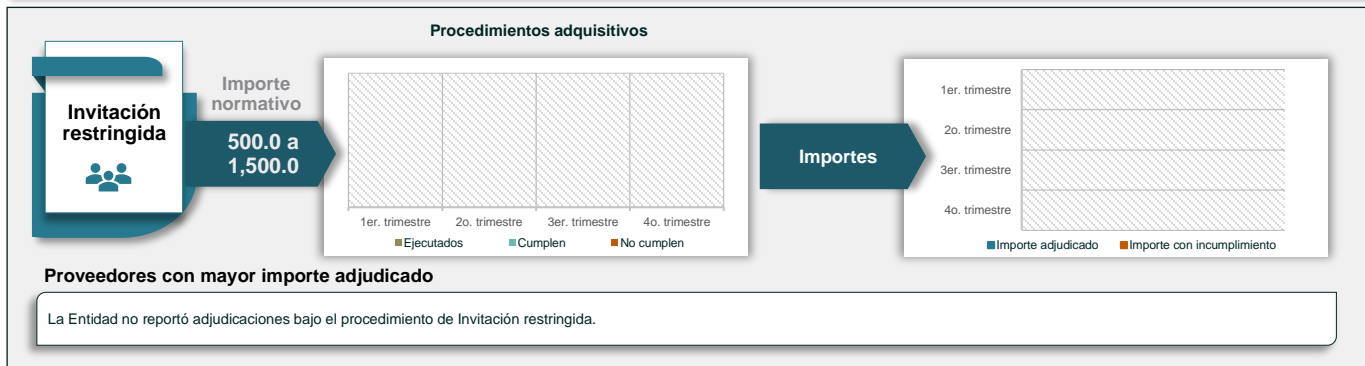 Procedimientos adquisitivos
Invitación
restringida
Importe
normativo
500.0 a
1,500.0
1er. trimestre 2o. trimestre 3er. trimestre 4o. trimestre
Ejecutados Cumplen No cumplen
Importes
1er. trimestre
2o. trimestre
3er. trimestre
4o. trimestre
Importe adjudicado Importe con incumplimiento
Proveedores con mayor importe adjudicado
La Entidad no reportó adjudicaciones bajo el procedimiento de Invitación restringida.